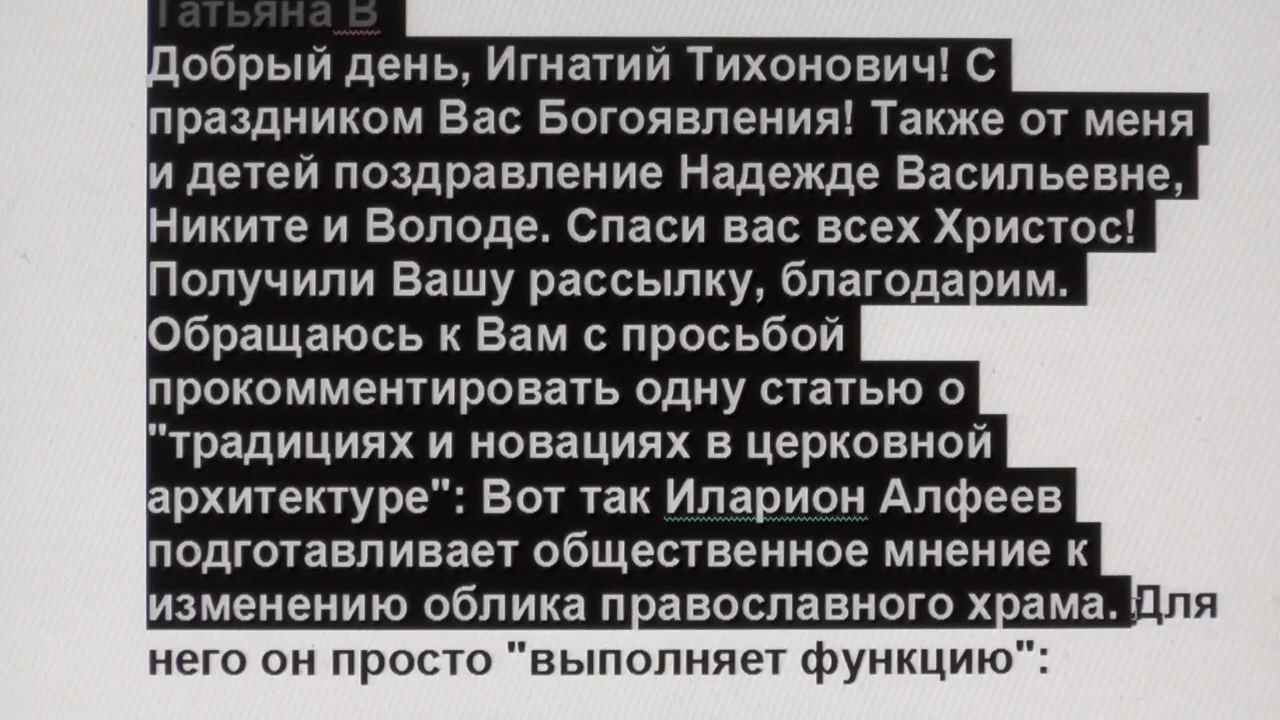 Татьяна В
Добрый день, Игнатий Тихонович! С
праздником Вас Богоявления! Также от меня
и детей поздравление Надежде Васильевне,
Никите и Володе. Спаси вас всех Христос!
Получили Вашу рассылку, благодарим.
Обращаюсь к Вам с просьбой
прокомментировать одну статью о
"традициях и новациях в церковной
архитектуре": Вот так Иларион Алфеев
подготавливает общественное мнение к
изменению облика православного храма. Для
него он просто "выполняет функцию":